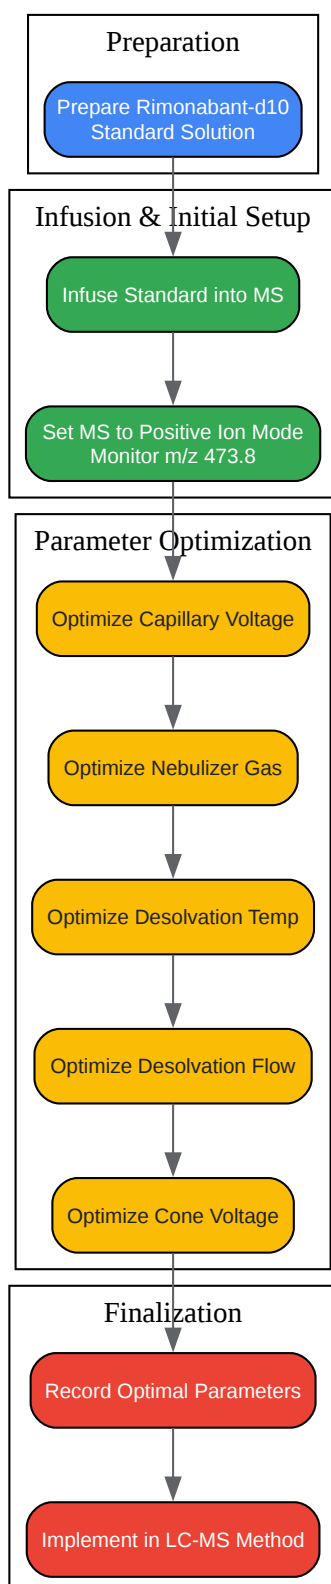 Preparation
Prepare Rimonabant-d10
Standard Solution
Infusion & Initial Setup
Infuse Standard into MS
Set MS to Positive Ion Mode
Monitor m/z 473.8
Parameter Optimization
Optimize Capillary Voltage
Optimize Nebulizer Gas
Optimize Desolvation Temp
Optimize Desolvation Flow
Optimize Cone Voltage
Finalization
Record Optimal Parameters
Implement in LC-MS Method